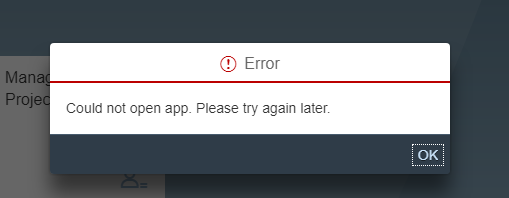 Error
Manag
Projec
Could not open app. Please try again later.
OK